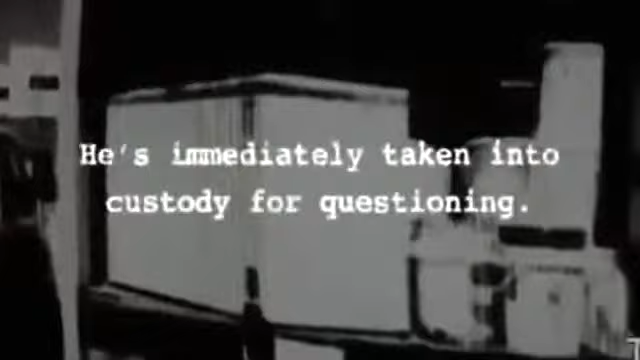 He's immediately taken into
custody for questioning.